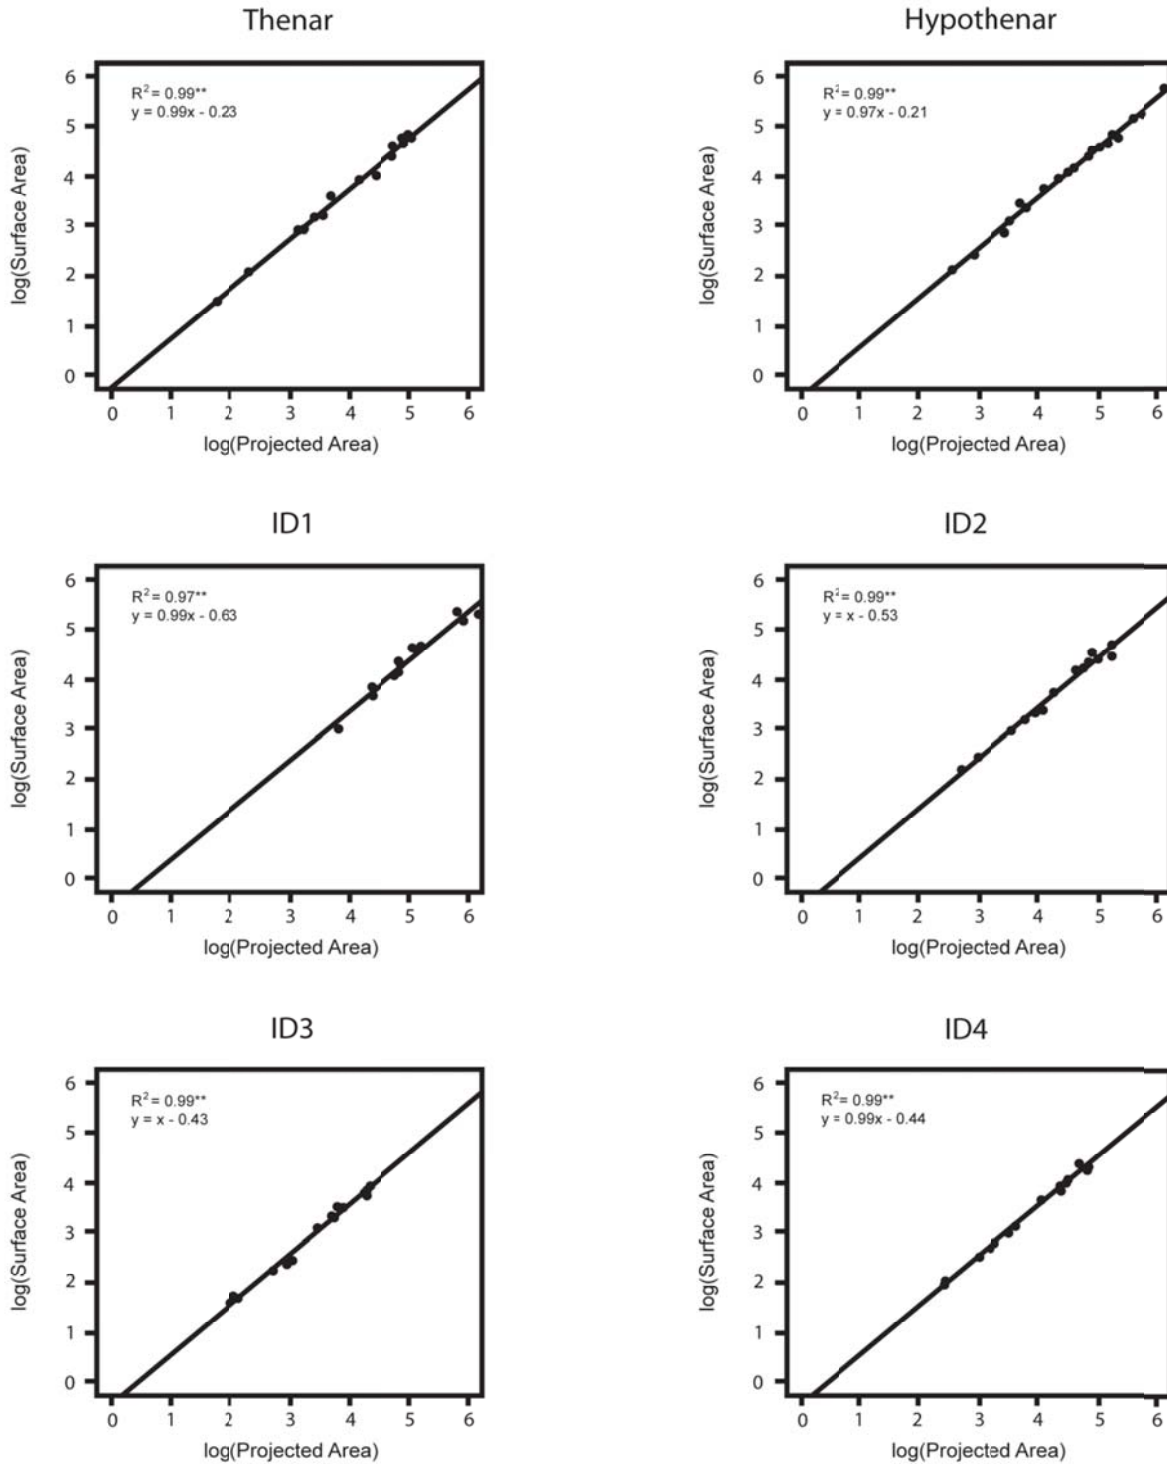 Thenar
R² = 0.99**
y = 0.99x - 0.23
log(Surface Area)
6
5
4
3
2
1
0
0 1 2 3 4 5 6
log(Projected Area)
Hypothenar
R² = 0.99**
y = 0.97x - 0.21
log(Surface Area)
6
5
4
3
2
1
0
0 1 2 3 4 5 6
log(Projected Area)
ID1
R² = 0.97**
y = 0.99x - 0.63
log(Surface Area)
6
5
4
3
2
1
0
0 1 2 3 4 5 6
log(Projected Area)
ID2
R² = 0.99**
y = x - 0.53
log(Surface Area)
6
5
4
3
2
1
0
0 1 2 3 4 5 6
log(Projected Area)
ID3
R² = 0.99**
y = x - 0.43
log(Surface Area)
6
5
4
3
2
1
0
0 1 2 3 4 5 6
log(Projected Area)
ID4
R² = 0.99**
y = 0.99x - 0.44
log(Surface Area)
6
5
4
3
2
1
0
0 1 2 3 4 5 6
log(Projected Area)